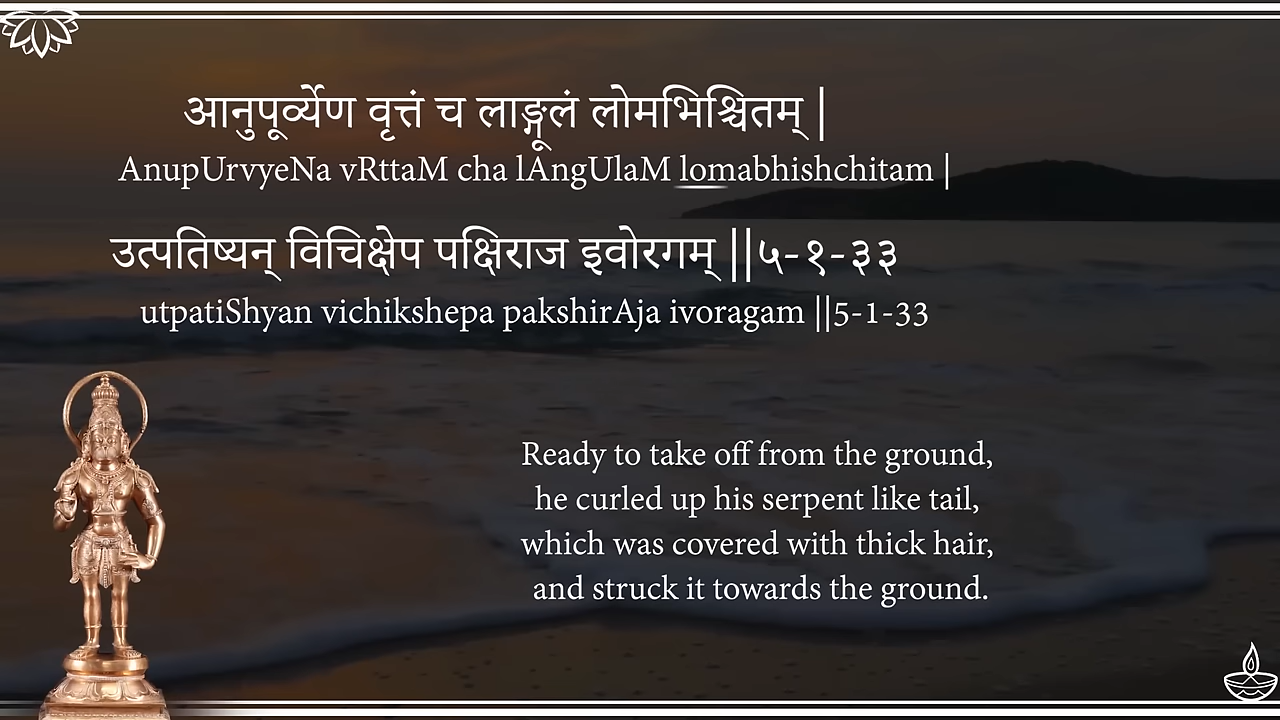 आनुपूर्व्येण वृत्तं च लाङ्गूलं लोमभिश्चितम् |
AnupUrvyeNa vRttaM cha lAngUlaM lomabhishchitam |
उत्पतिष्यन् विचिक्षेप पक्षिराज इवोरगम् ||५-१-३३
utpatiShyan vichikshepa pakshirAja ivoragam ||5-1-33
Ready to take off from the ground,
he curled up his serpent like tail,
which was covered with thick hair,
and struck it towards the ground.